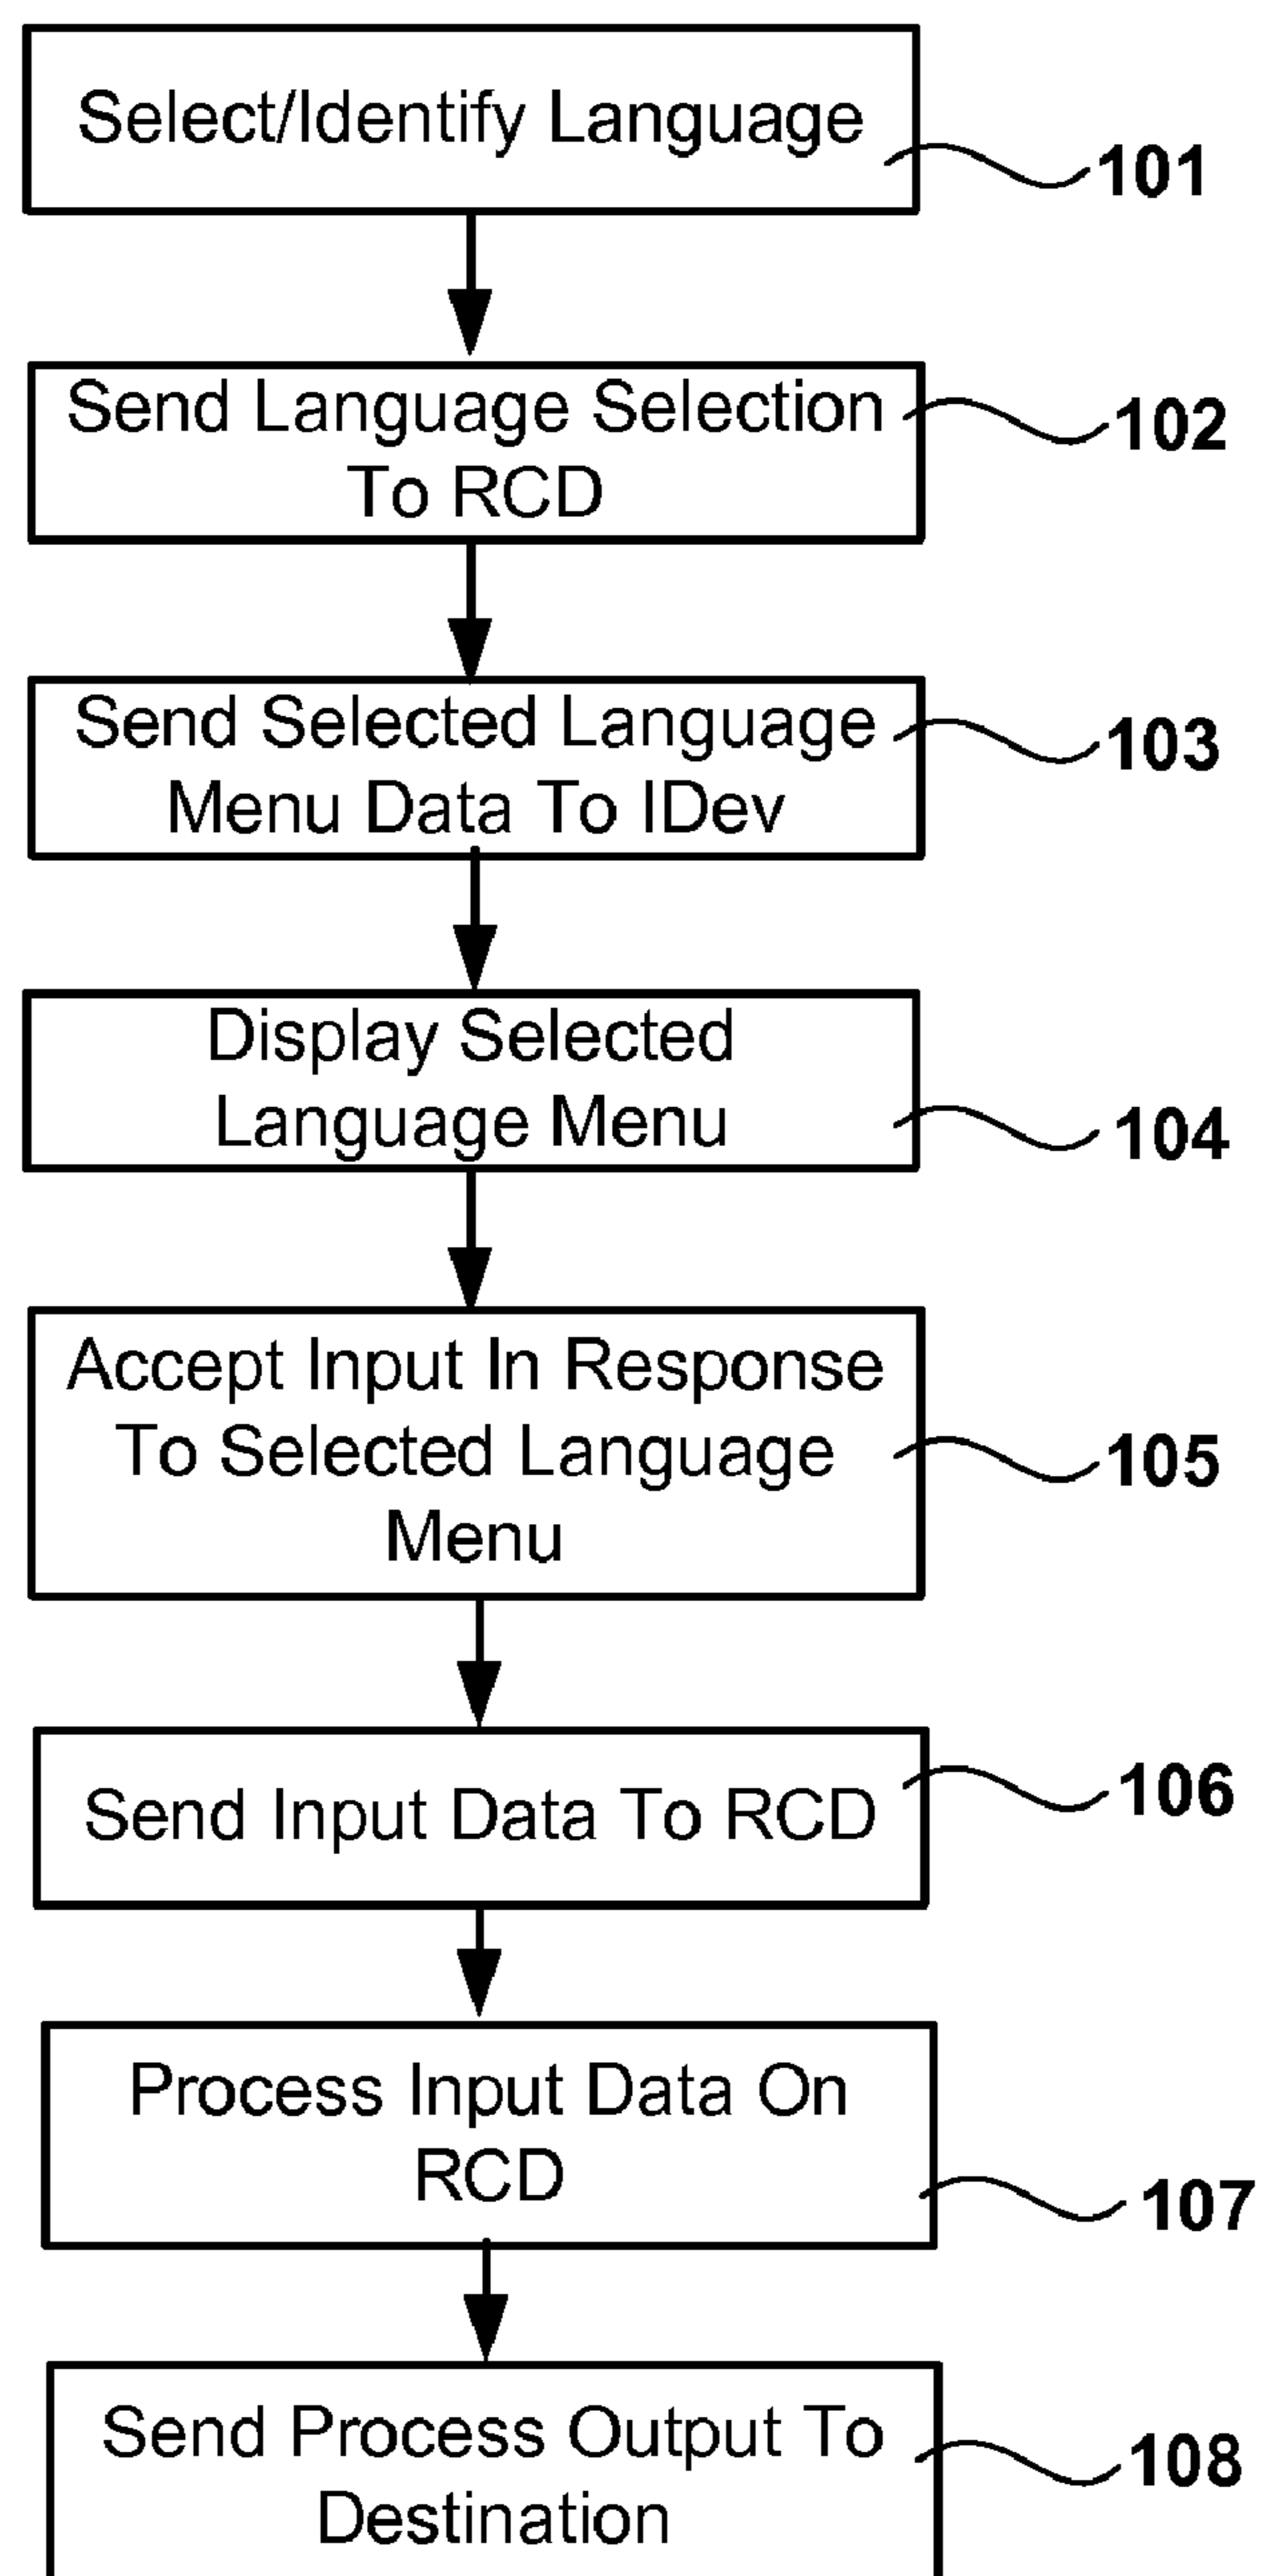 Select/Identify Language
101
Send Language Selection
To RCD
102
Send Selected Language
Menu Data To IDev
103
Display Selected
Language Menu
104
Accept Input In Response
To Selected Language
Menu
105
Send Input Data To RCD
106
Process Input Data On
RCD
107
Send Process Output To
Destination
108